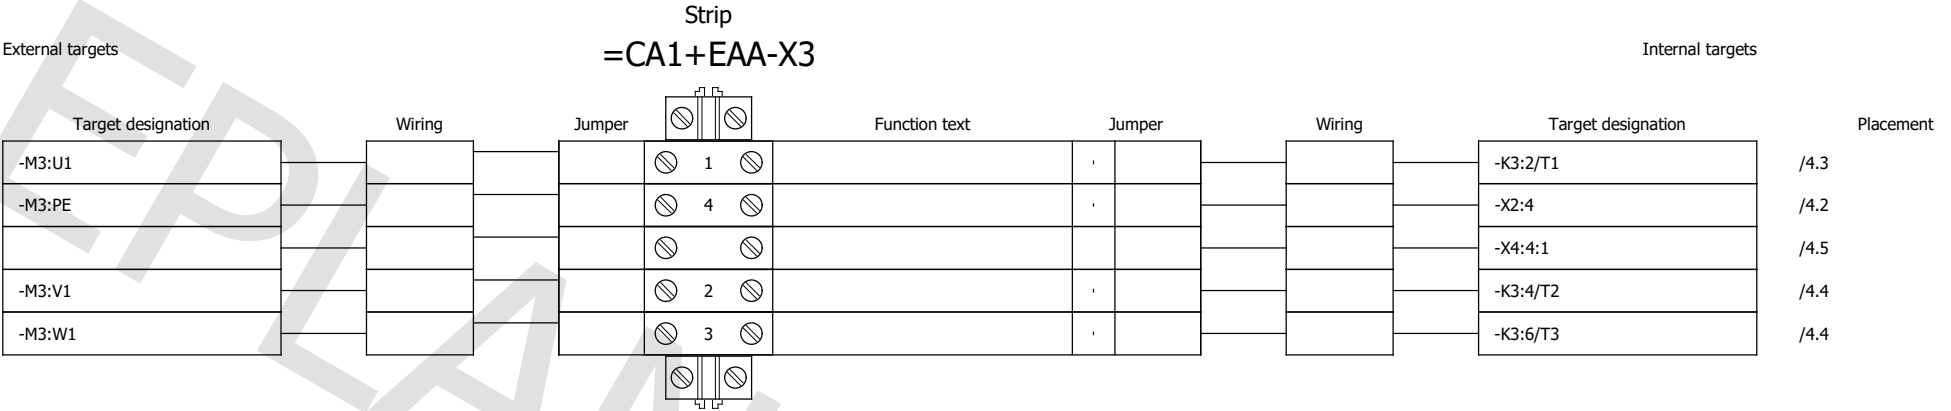 Strip
External targets
=CA1+EAA-X3
Internal targets
Target designation Wiring Jumper Function text Jumper Wiring Target designation Placement
-M3:U1 1 -K3:2/T1 /4.3
-M3:PE 4 -X2:4 /4.2
-X4:4:1 /4.5
-M3:V1 2 -K3:4/T2 /4.4
-M3:W1 3 -K3:6/T3 /4.4
EPLAN